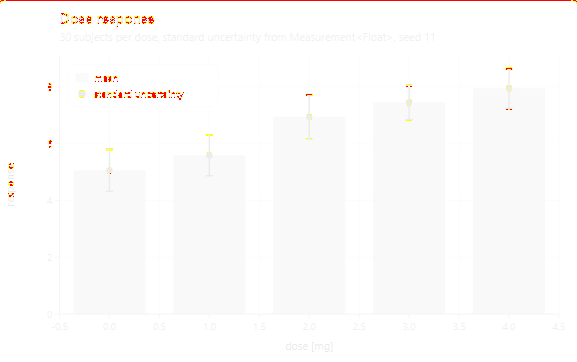 Dose response
30 subjects per dose, standard uncertainty from Measurement<Float>, seed 11
mean
standard uncertainty
8
6
4
2
0
-0.5 0.0 0.5 1.0 1.5 2.0 2.5 3.0 3.5 4.0 4.5
dose [mg]